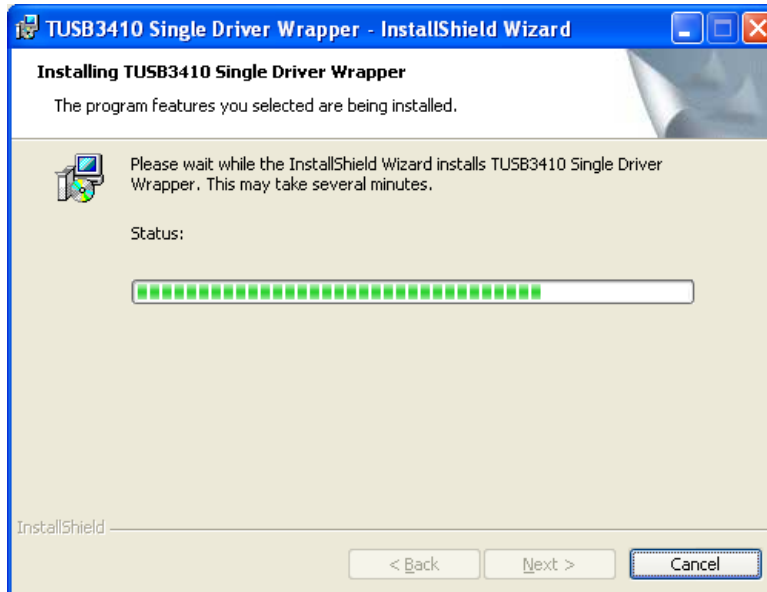 TUSB3410 Single Driver Wrapper - InstallShield Wizard
Installing TUSB3410 Single Driver Wrapper
The program features you selected are being installed.
Please wait while the InstallShield Wizard installs TUSB3410 Single Driver
Wrapper. This may take several minutes.
Status:
InstallShield
< Back Next > Cancel